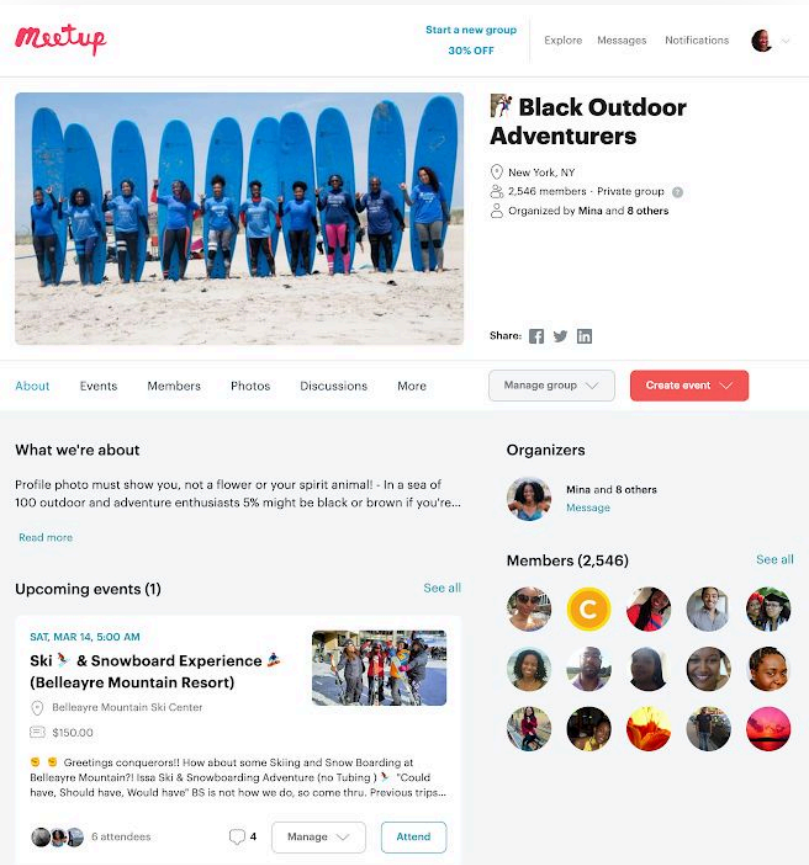 Meetup
Start a new group
30% OFF
Explore Messages Notifications
🧗 Black Outdoor
Adventurers
New York, NY
2,546 members · Private group ?
Organized by Mina and 8 others
Share:
About Events Members Photos Discussions More
Manage group
Create event
What we're about
Profile photo must show you, not a flower or your spirit animal! - In a sea of
100 outdoor and adventure enthusiasts 5% might be black or brown if you're...
Read more
Organizers
Mina and 8 others
Message
Members (2,546) See all
C
Upcoming events (1) See all
SAT, MAR 14, 5:00 AM
Ski ⛷ & Snowboard Experience 🏂
(Belleayre Mountain Resort)
Belleayre Mountain Ski Center
$150.00
✊ ✊ Greetings conquerors!! How about some Skiing and Snow Boarding at
Belleayre Mountain?! Issa Ski & Snowboarding Adventure (no Tubing ) ⛷ "Could
have, Should have, Would have" BS is not how we do, so come thru. Previous trips...
6 attendees
4
Manage
Attend